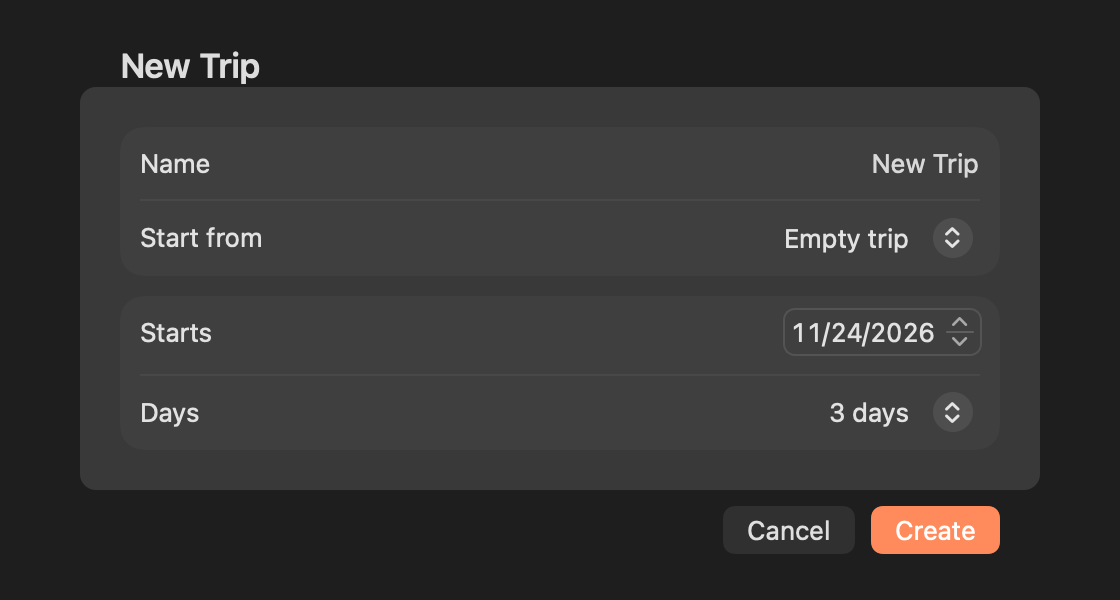 New Trip
Name New Trip
Start from Empty trip
Starts 11/24/2026
Days 3 days
Cancel Create